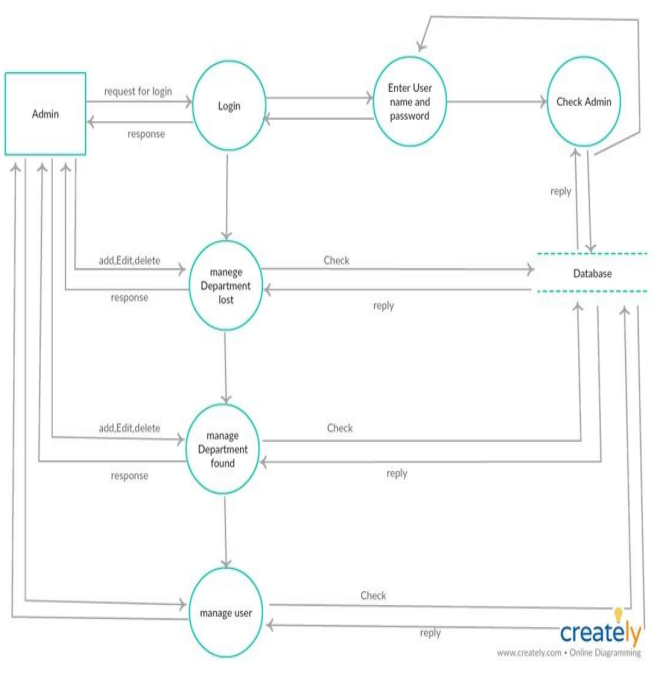 Admin
request for login
response
Login
Enter User
name and
password
Check Admin
reply
add,Edit,delete
response
manege
Department
lost
Check
reply
Database
add,Edit,delete
response
manage
Department
found
Check
reply
manage user
Check
reply
creately
www.creately.com • Online Diagramming